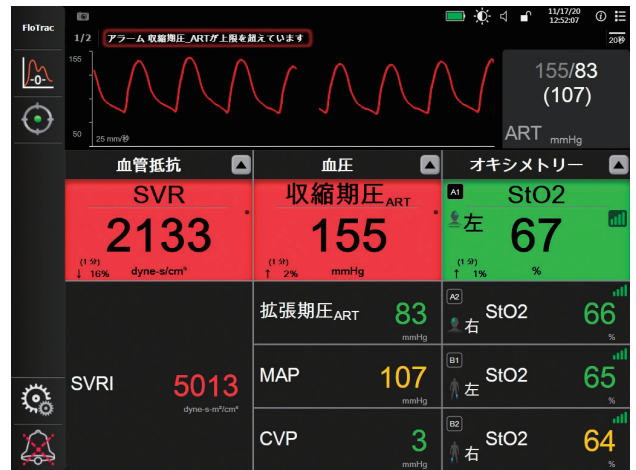 FloTrac
11/17/20
12:52:07
1/2 アラーム 収縮期圧_ARTが上限を超えています
20秒
-0-
155
50
25 mm/秒
155/83
(107)
ART mmHg
血管抵抗
血圧
オキシメトリー
SVR
2133
(1 分)
↓ 16% dyne-s/cm⁵
収縮期圧ART
155
(1 分)
↑ 2% mmHg
A1 StO2
左 67
(1 分)
↑ 1% %
SVRI 5013
dyne-s-m²/cm⁵
拡張期圧ART 83
mmHg
MAP 107
mmHg
CVP 3
mmHg
A2
右 StO2 66
%
B1
左 StO2 65
%
B2
右 StO2 64
%